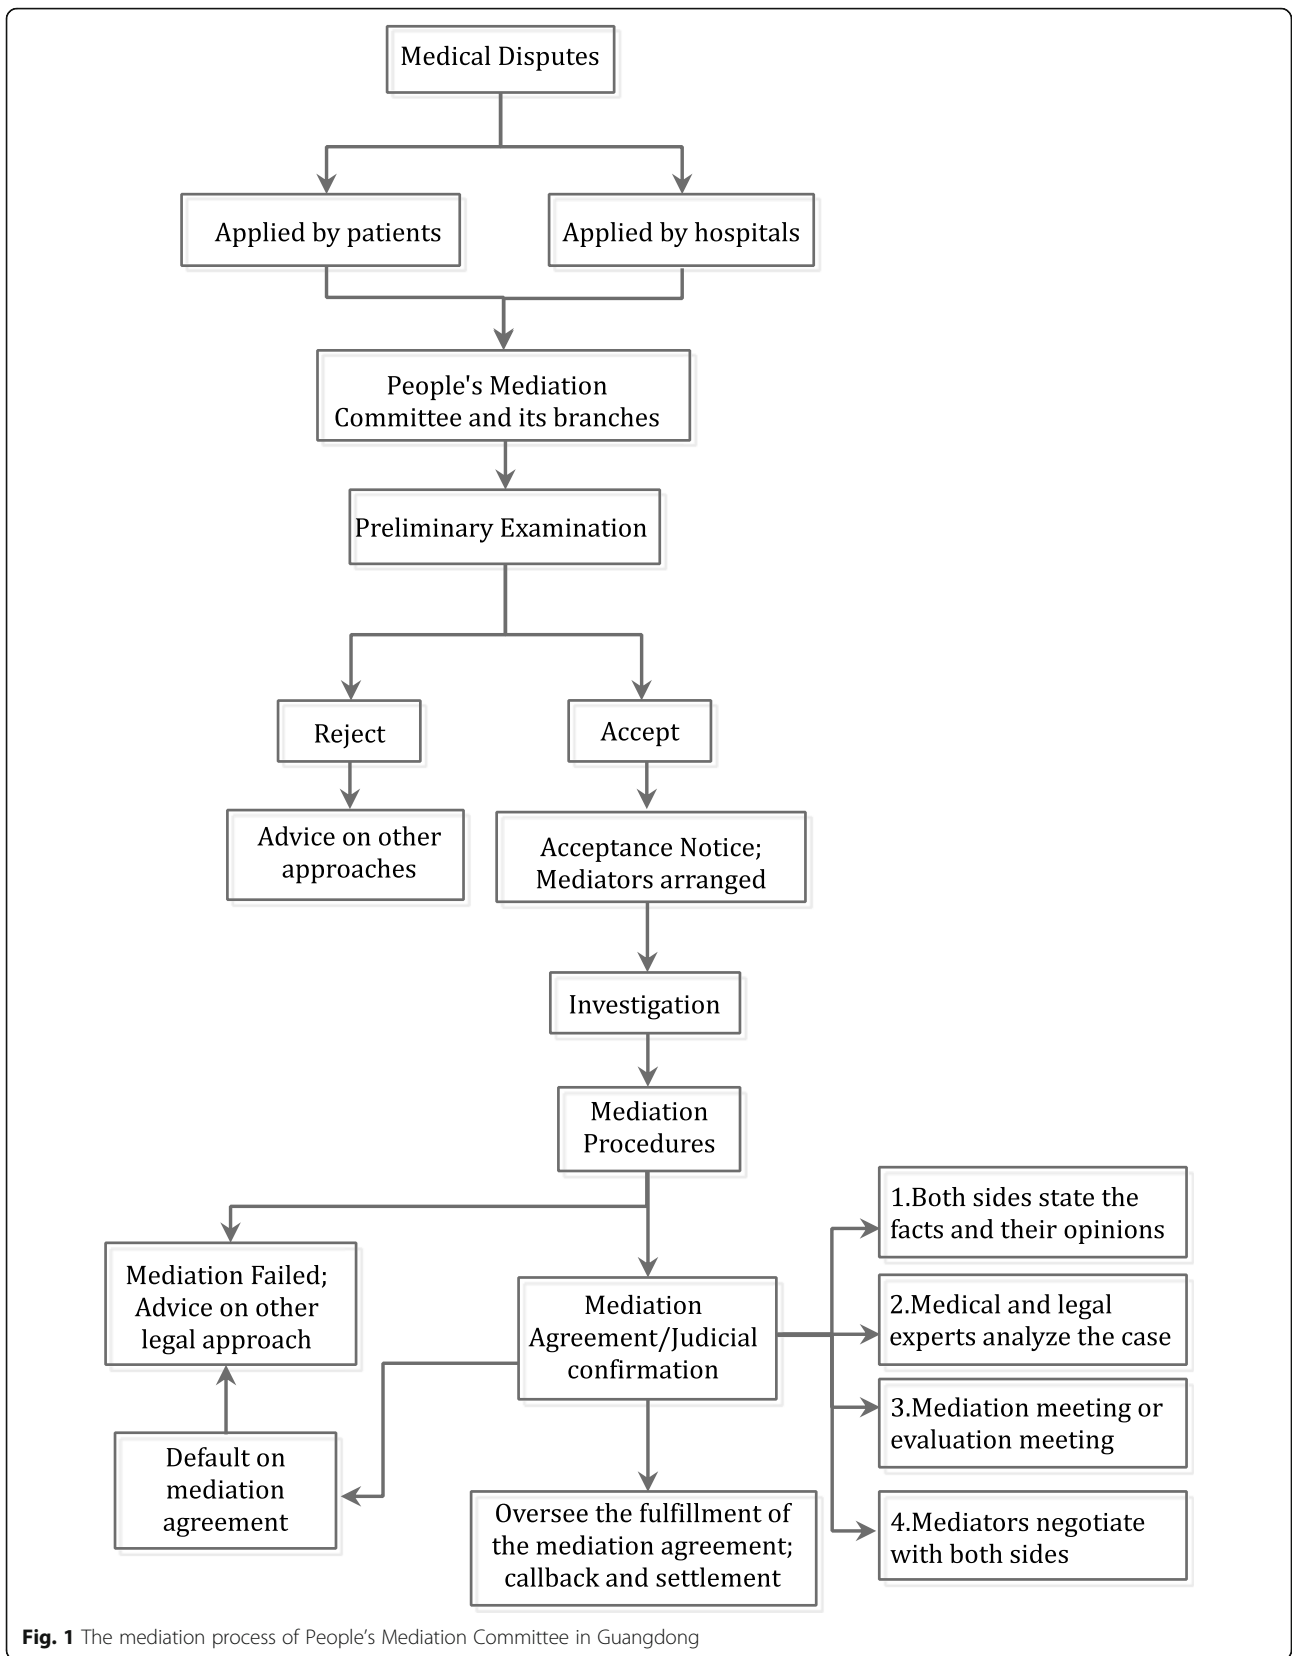 Medical Disputes
Applied by patients
Applied by hospitals
People's Mediation
Committee and its branches
Preliminary Examination
Reject
Accept
Advice on other
approaches
Acceptance Notice;
Mediators arranged
Investigation
Mediation
Procedures
Mediation Failed;
Advice on other
legal approach
Mediation
Agreement/Judicial
confirmation
1.Both sides state the
facts and their opinions
2.Medical and legal
experts analyze the case
3.Mediation meeting or
evaluation meeting
4.Mediators negotiate
with both sides
Default on
mediation
agreement
Oversee the fulfillment of
the mediation agreement;
callback and settlement
Fig. 1 The mediation process of People’s Mediation Committee in Guangdong